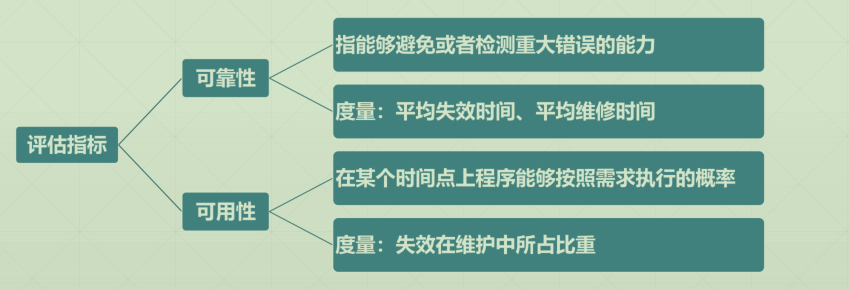 评估指标
可靠性
指能够避免或者检测重大错误的能力
度量：平均失效时间、平均维修时间
可用性
在某个时间点上程序能够按照需求执行的概率
度量：失效在维护中所占比重